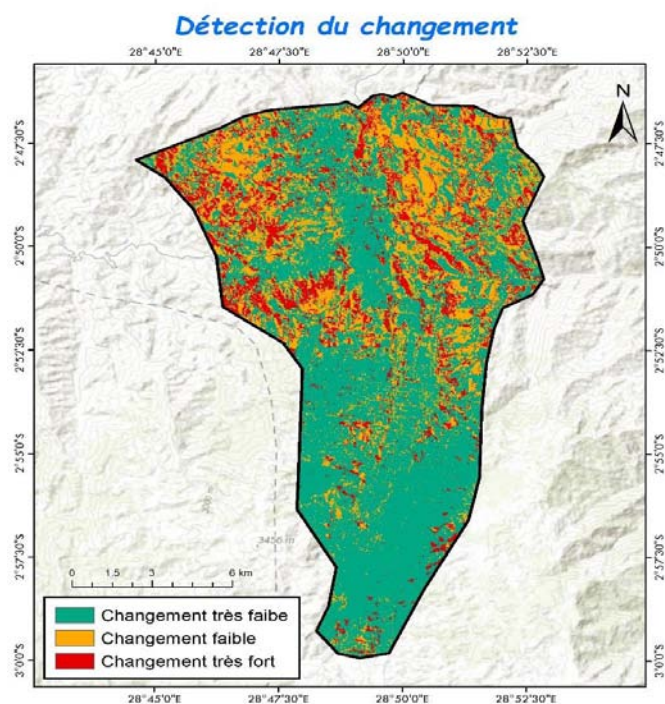 Détection du changement
28°45'0"E 28°47'30"E 28°50'0"E 28°52'30"E
N
2°47'30"S 2°47'30"S
2°50'0"S 2°50'0"S
2°52'30"S 2°52'30"S
2°55'0"S 2°55'0"S
3456 m
2°57'30"S 2°57'30"S
0 1.5 3 6 km
Changement très faibe
Changement faible
Changement très fort
3°0'0"S 3°0'0"S
28°45'0"E 28°47'30"E 28°50'0"E 28°52'30"E